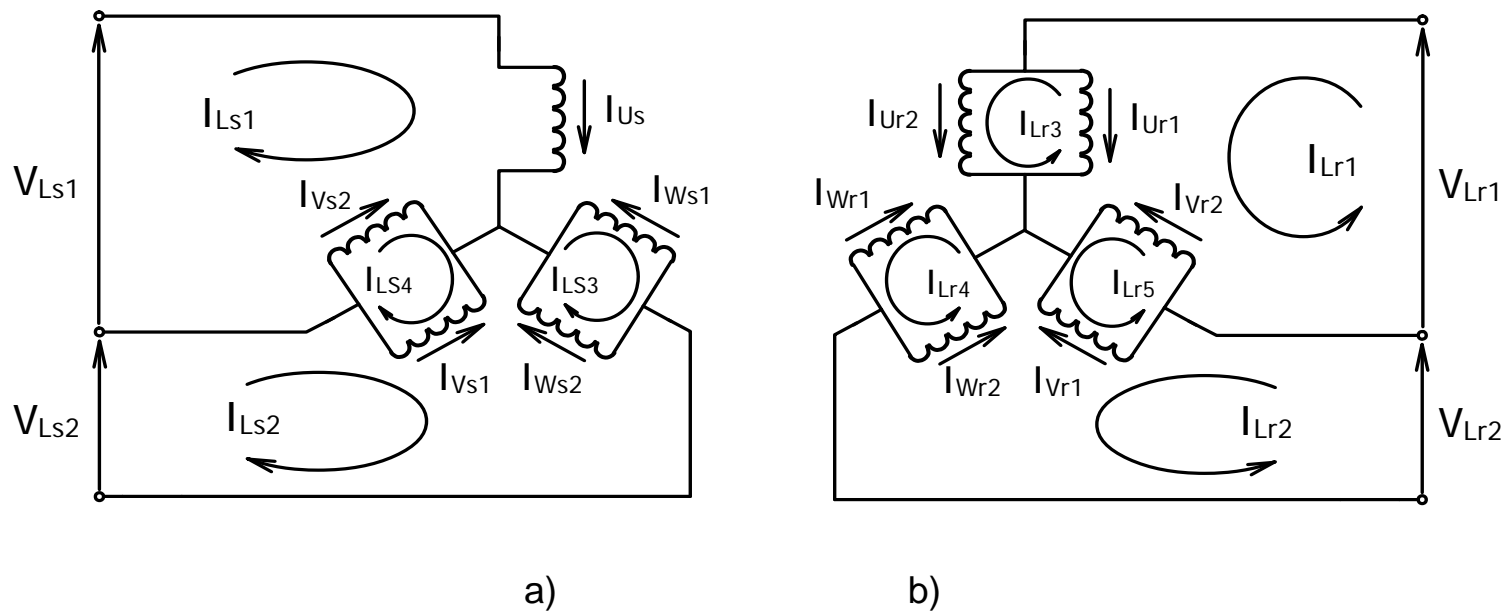 I_Ls1
I_Us
V_Ls1
I_Vs2
I_Ws1
I_LS4
I_LS3
I_Vs1
I_Ws2
V_Ls2
I_Ls2
a)
I_Ur2
I_Lr3
I_Ur1
I_Lr1
V_Lr1
I_Wr1
I_Vr2
I_Lr4
I_Lr5
I_Wr2
I_Vr1
I_Lr2
V_Lr2
b)